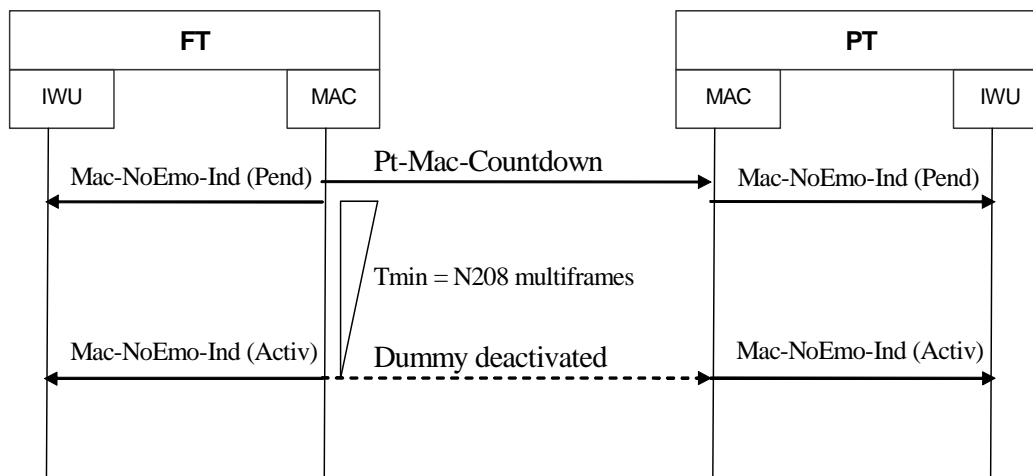 FT
PT
IWU
MAC
MAC
IWU
Pt-Mac-Countdown
Mac-NoEmo-Ind (Pend)
Mac-NoEmo-Ind (Pend)
Tmin = N208 multiframes
Mac-NoEmo-Ind (Activ)
Dummy deactivated
Mac-NoEmo-Ind (Activ)